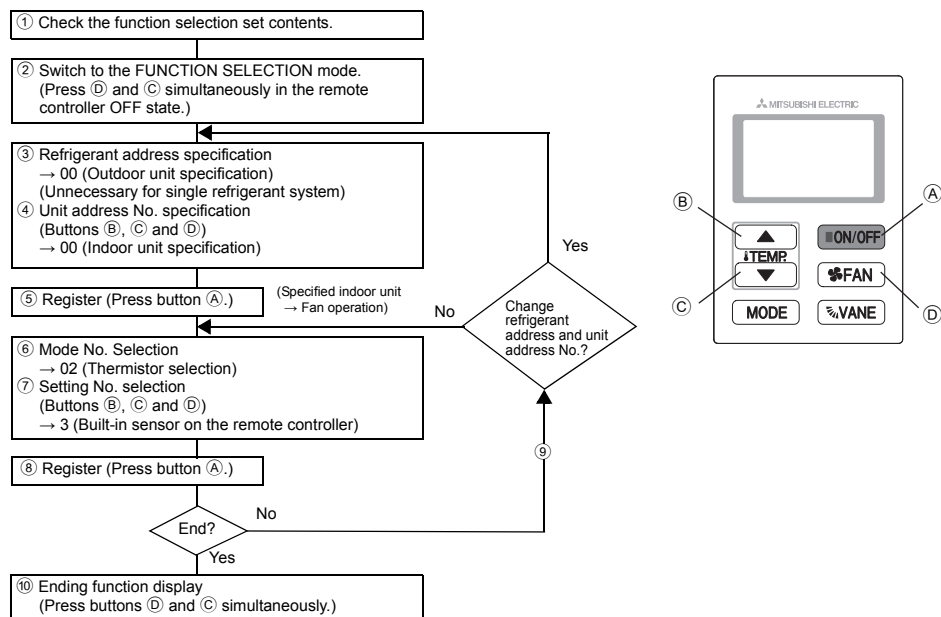 ① Check the function selection set contents.
② Switch to the FUNCTION SELECTION mode.
(Press Ⓓ and Ⓒ simultaneously in the remote
controller OFF state.)
③ Refrigerant address specification
→ 00 (Outdoor unit specification)
(Unnecessary for single refrigerant system)
④ Unit address No. specification
(Buttons Ⓑ, Ⓒ and Ⓓ)
→ 00 (Indoor unit specification)
⑤ Register (Press button Ⓐ.)
(Specified indoor unit
→ Fan operation)
No
Yes
Change
refrigerant
address and unit
address No.?
⑥ Mode No. Selection
→ 02 (Thermistor selection)
⑦ Setting No. selection
(Buttons Ⓑ, Ⓒ and Ⓓ)
→ 3 (Built-in sensor on the remote controller)
⑧ Register (Press button Ⓐ.)
⑨
End?
No
Yes
⑩ Ending function display
(Press buttons Ⓓ and Ⓒ simultaneously.)
MITSUBISHI ELECTRIC
Ⓐ
Ⓑ
ON/OFF
TEMP.
FAN
Ⓒ
Ⓓ
MODE
VANE